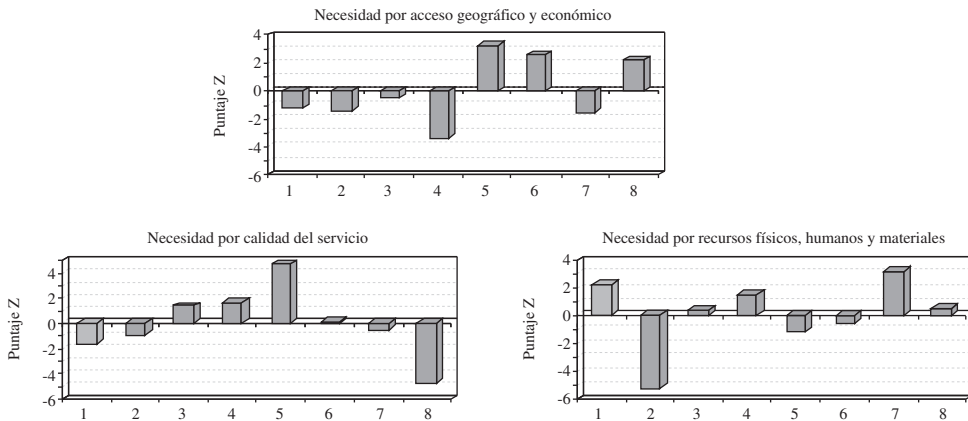 Necesidad por acceso geográfico y económico
4
2
0
-2
-4
-6
Puntaje Z
1 2 3 4 5 6 7 8
Necesidad por calidad del servicio
4
2
0
-2
-4
-6
Puntaje Z
1 2 3 4 5 6 7 8
Necesidad por recursos físicos, humanos y materiales
4
2
0
-2
-4
-6
Puntaje Z
1 2 3 4 5 6 7 8